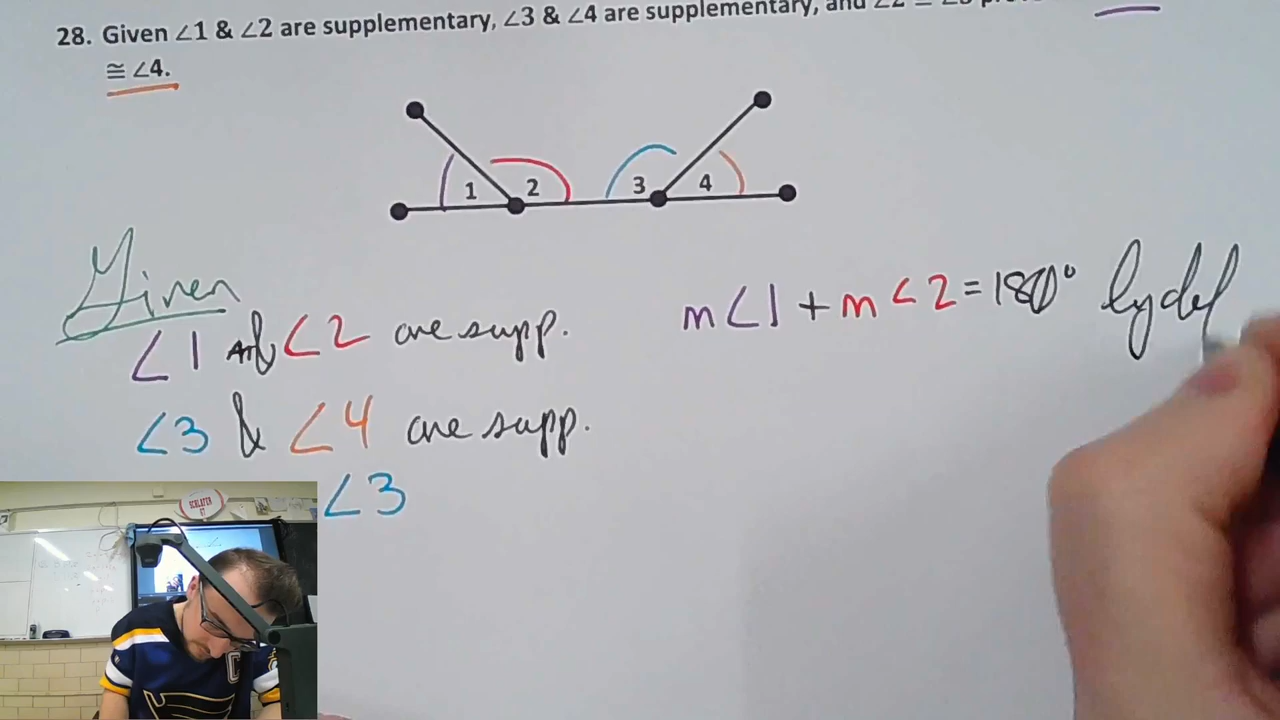 28. Given ∠1 & ∠2 are supplementary, ∠3 & ∠4 are supplementary, and ∠2
≅ ∠4.
1 2 3 4
Given
∠1 and ∠2 are supp.
m∠1 + m∠2 = 180° by def
∠3 & ∠4 are supp.
∠3